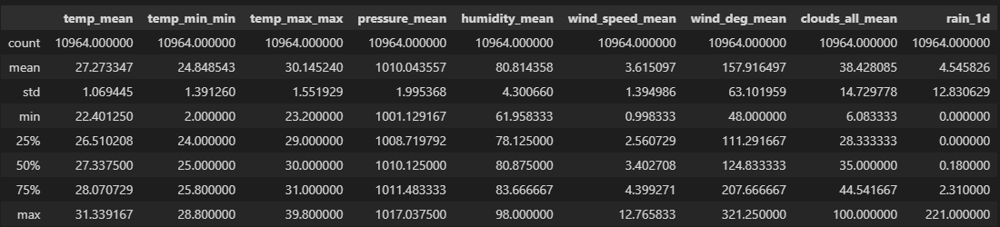 temp_mean temp_min_min temp_max_max pressure_mean humidity_mean wind_speed_mean wind_deg_mean clouds_all_mean rain_1d
count 10964.000000 10964.000000 10964.000000 10964.000000 10964.000000 10964.000000 10964.000000 10964.000000 10964.000000
mean 27.273347 24.848543 30.145240 1010.043557 80.814358 3.615097 157.916497 38.428085 4.545826
std 1.069445 1.391260 1.551929 1.995368 4.300660 1.394986 63.101959 14.729778 12.830629
min 22.401250 2.000000 23.200000 1001.129167 61.958333 0.998333 48.000000 6.083333 0.000000
25% 26.510208 24.000000 29.000000 1008.719792 78.125000 2.560729 111.291667 28.333333 0.000000
50% 27.337500 25.000000 30.000000 1010.125000 80.875000 3.402708 124.833333 35.000000 0.180000
75% 28.070729 25.800000 31.000000 1011.483333 83.666667 4.399271 207.666667 44.541667 2.310000
max 31.339167 28.800000 39.800000 1017.037500 98.000000 12.765833 321.250000 100.000000 221.000000